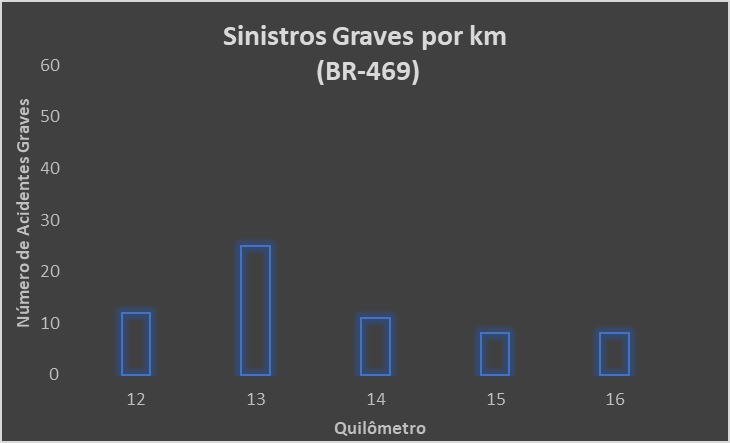 Sinistros Graves por km
(BR-469)
Número de Acidentes Graves
60
50
40
30
20
10
0
12 13 14 15 16
Quilômetro